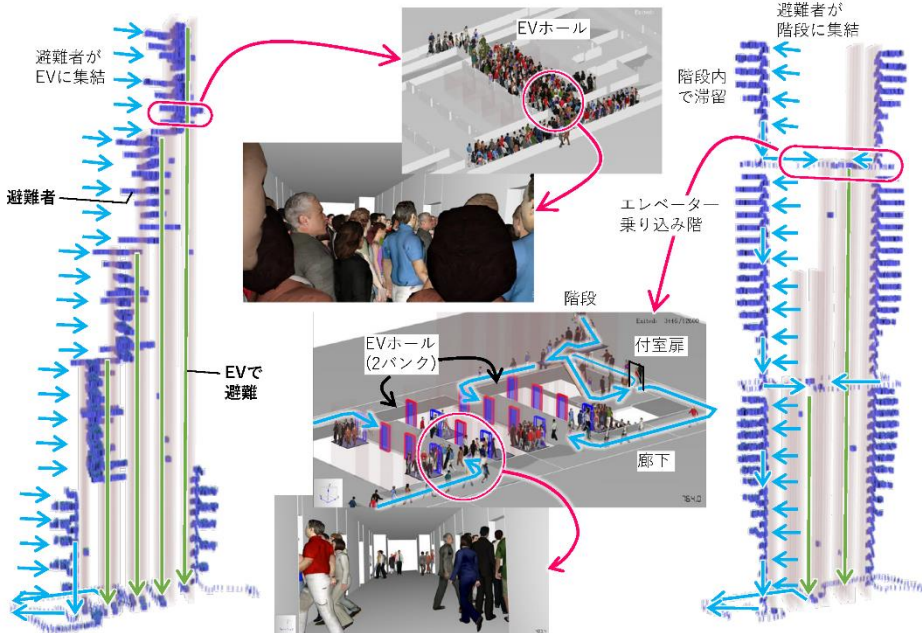 避難者が
EVに集結
避難者
EVで
避難
EVホール
階段
EVホール
(2バンク)
付室扉
廊下
避難者が
階段に集結
階段内
で滞留
エレベーター
乗り込み階